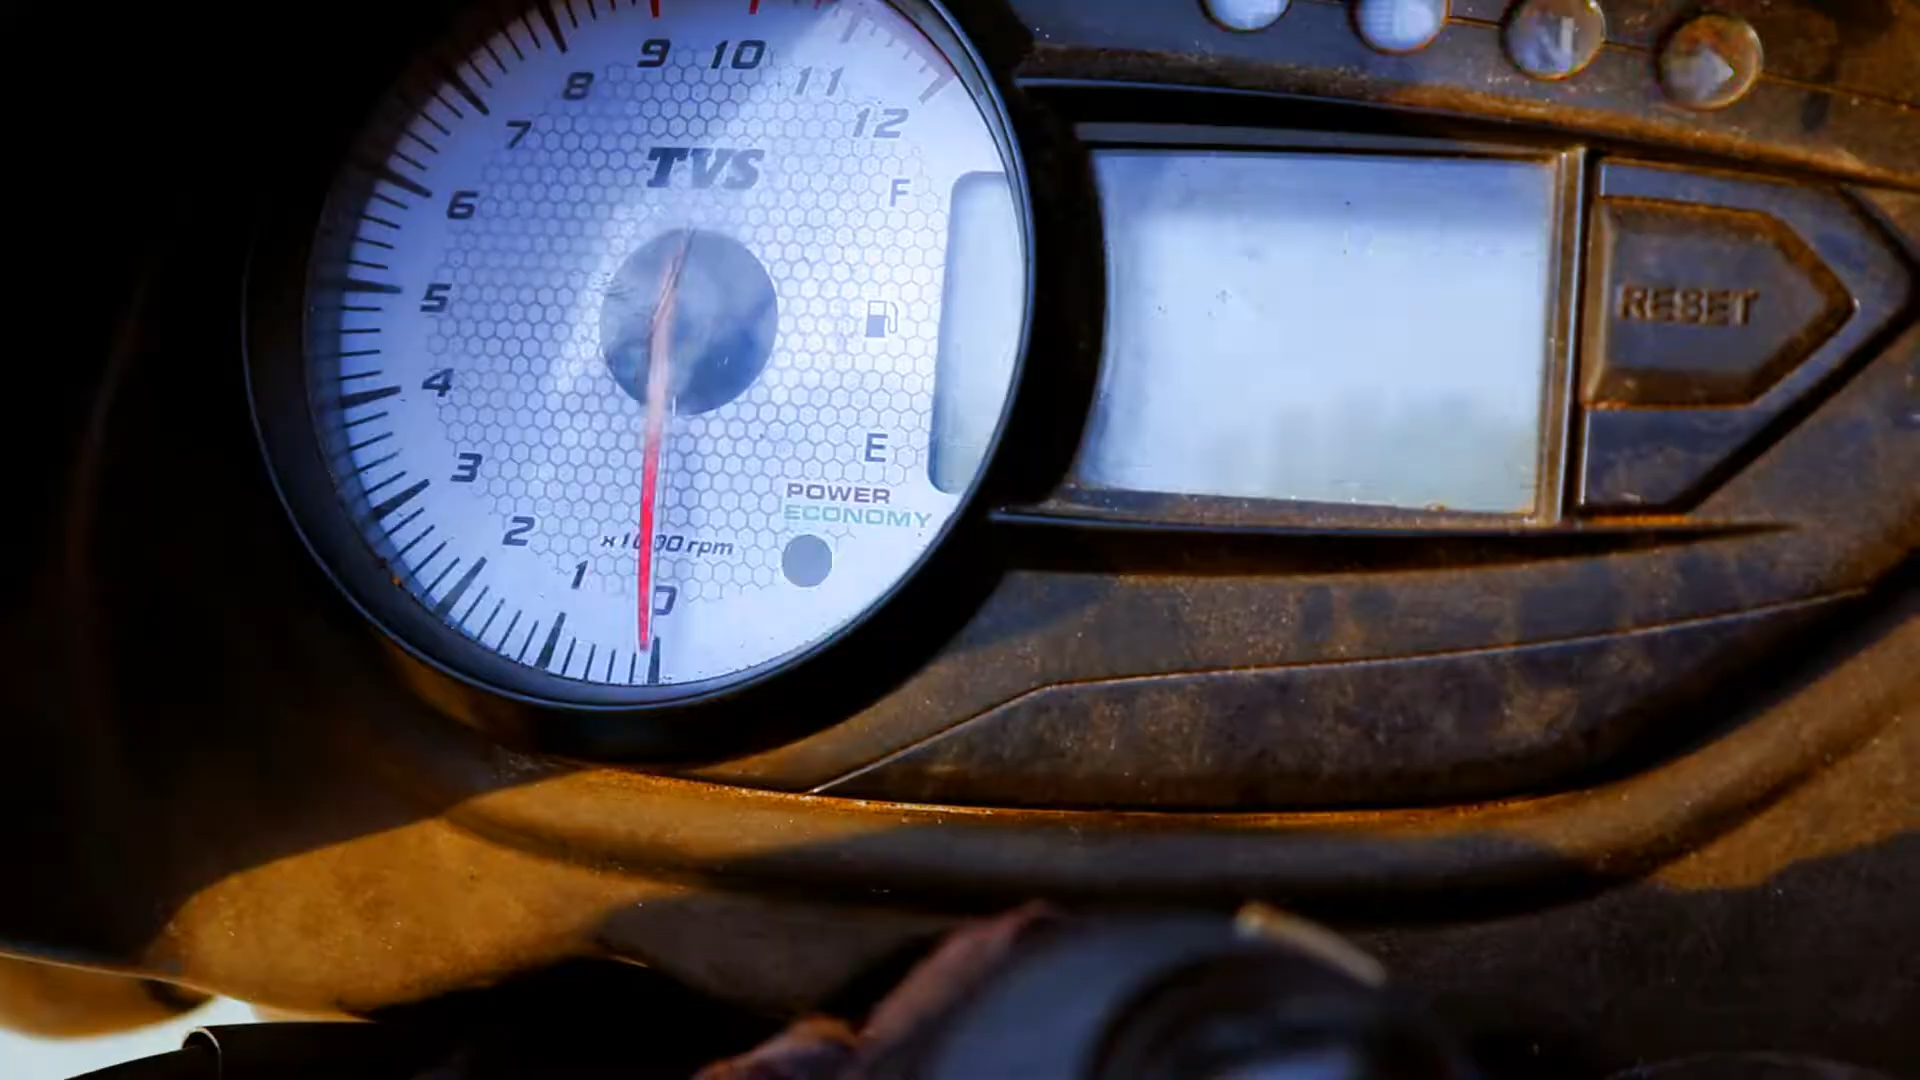 9 10
8 11
7 12
TVS
6 F
5
4
3 E
POWER
2 ECONOMY
x1000 rpm
1 0
N
RESET